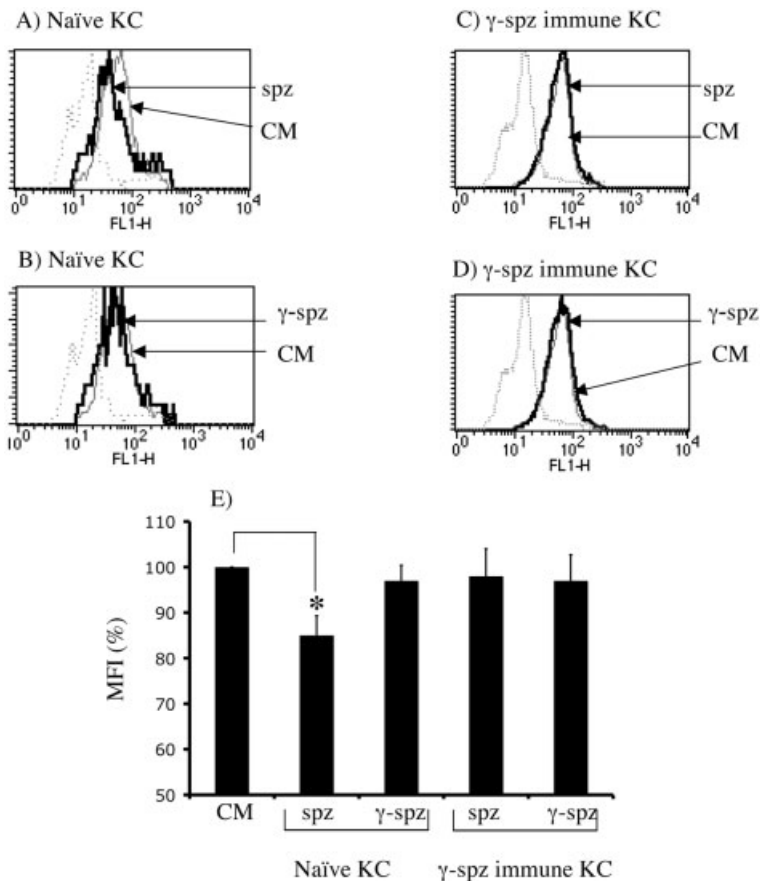 A) Naïve KC
spz
CM
10⁰ 10¹ 10² 10³ 10⁴
FL1-H
B) Naïve KC
γ-spz
CM
10⁰ 10¹ 10² 10³ 10⁴
FL1-H
C) γ-spz immune KC
spz
CM
10⁰ 10¹ 10² 10³ 10⁴
FL1-H
D) γ-spz immune KC
γ-spz
CM
10⁰ 10¹ 10² 10³ 10⁴
FL1-H
E)
MFI (%)
110
100
90
80
70
60
50
*
CM spz γ-spz spz γ-spz
Naïve KC γ-spz immune KC